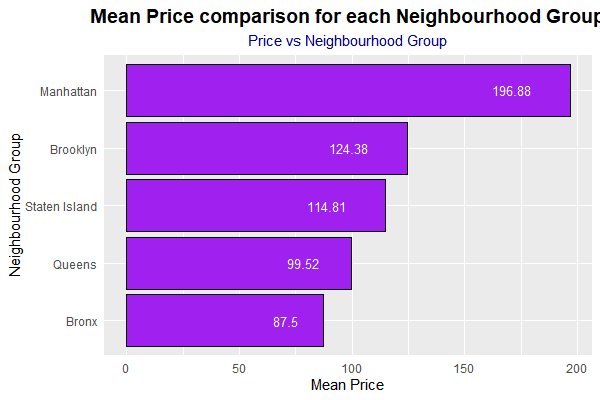 Mean Price comparison for each Neighbourhood Group
Price vs Neighbourhood Group
Neighbourhood Group
Manhattan 196.88
Brooklyn 124.38
Staten Island 114.81
Queens 99.52
Bronx 87.5
0 50 100 150 200
Mean Price